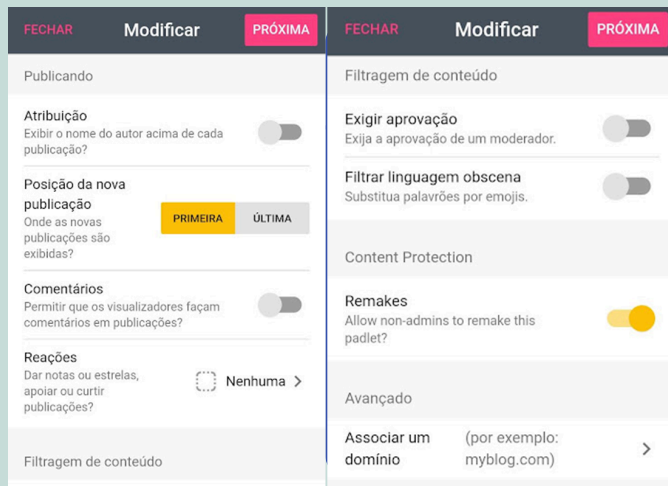 FECHAR Modificar PRÓXIMA
Publicando
Atribuição
Exibir o nome do autor acima de cada
publicação?
Posição da nova
publicação
Onde as novas
publicações são
exibidas?
PRIMEIRA ÚLTIMA
Comentários
Permitir que os visualizadores façam
comentários em publicações?
Reações
Dar notas ou estrelas,
apoiar ou curtir
publicações?
Nenhuma
Filtragem de conteúdo
FECHAR Modificar PRÓXIMA
Filtragem de conteúdo
Exigir aprovação
Exija a aprovação de um moderador.
Filtrar linguagem obscena
Substitua palavrões por emojis.
Content Protection
Remakes
Allow non-admins to remake this
padlet?
Avançado
Associar um
domínio
(por exemplo:
myblog.com)